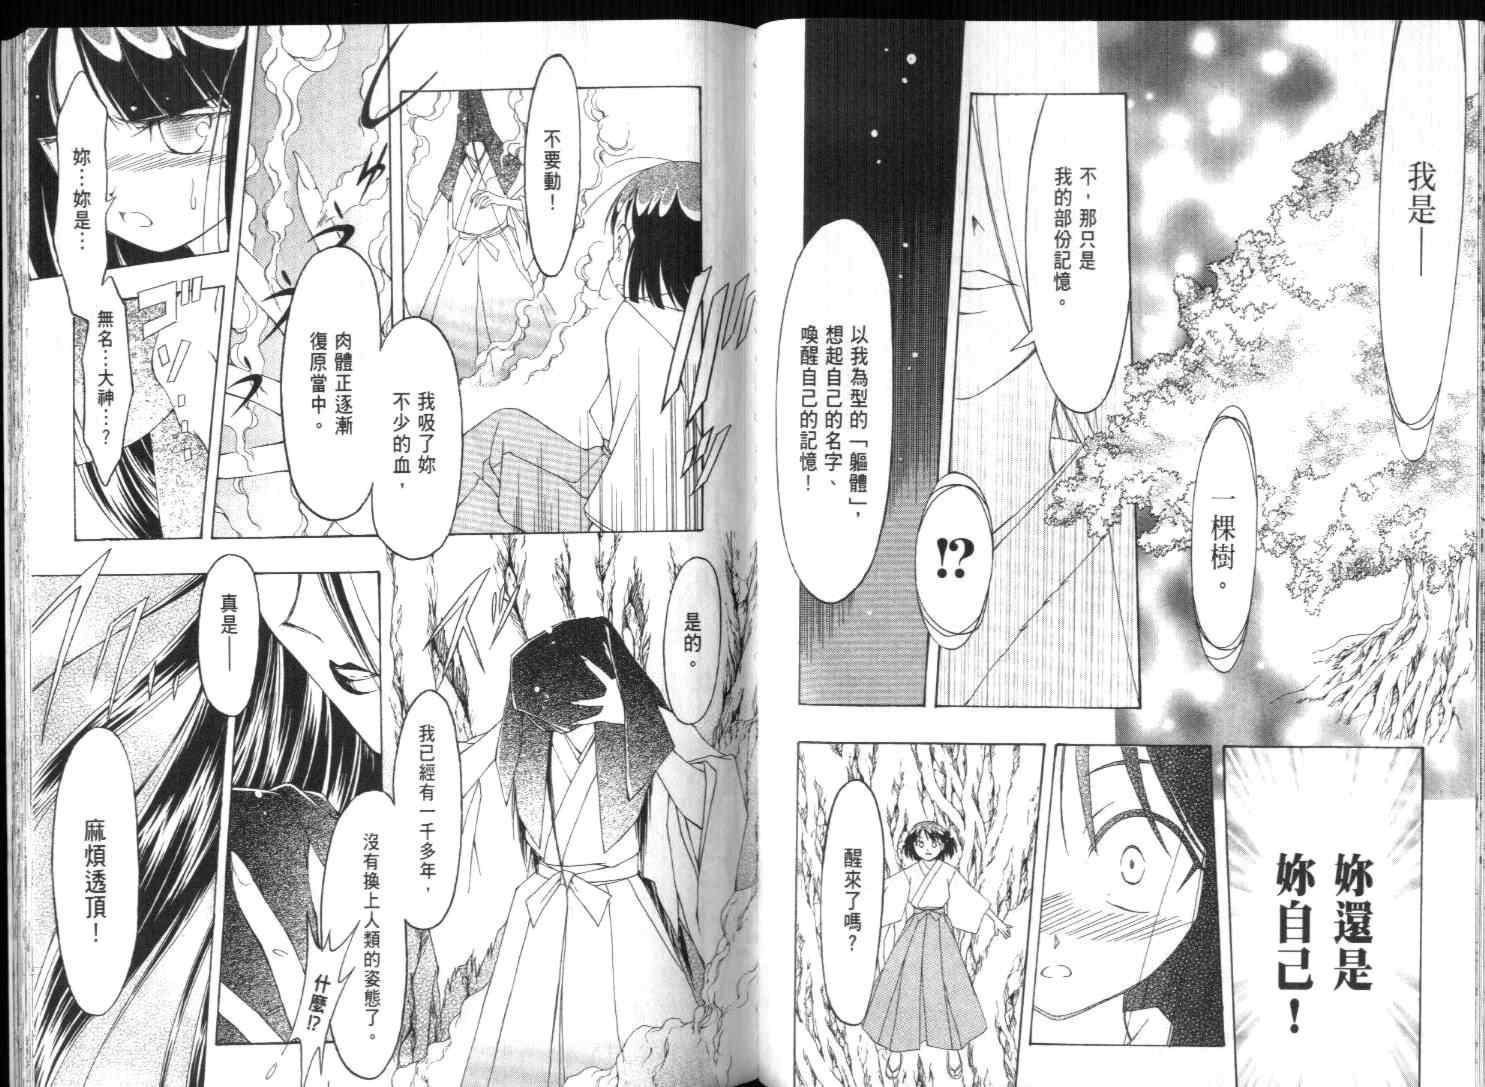 我是——
一棵樹。
不，那只是
我的部份記憶。
!?
以我為型的「軀體」，
想起自己的名字、
喚醒自己的記憶！
妳還是
妳自己！
醒來了嗎？
不要動！
我吸了妳
不少的血，
肉體正逐漸
復原當中。
妳…妳是…
無名…大神…？
ゴソ…
是的。
我已經有一千多年，
沒有換上人類的姿態了。
什麼!?
真是——
麻煩透頂！